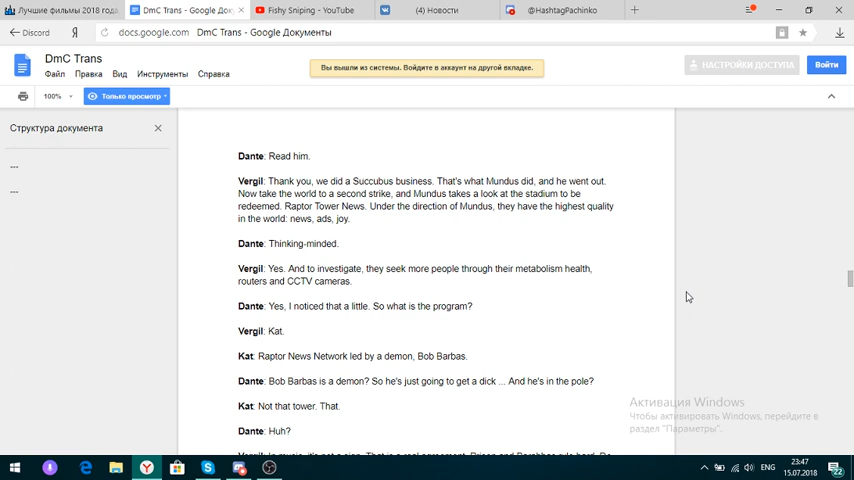 Лучшие фильмы 2018 года
DmC Trans - Google Док
Fishy Sniping - YouTube
(4) Новости
@HashtagPachinko
Discord
docs.google.com
DmC Trans - Google Документы
DmC Trans
Файл Правка Вид Инструменты Справка
Вы вышли из системы. Войдите в аккаунт на другой вкладке.
НАСТРОЙКИ ДОСТУПА
Войти
100%
Только просмотр
Структура документа
---
---
Dante: Read him.
Vergil: Thank you, we did a Succubus business. That's what Mundus did, and he went out.
Now take the world to a second strike, and Mundus takes a look at the stadium to be
redeemed. Raptor Tower News. Under the direction of Mundus, they have the highest quality
in the world: news, ads, joy.
Dante: Thinking-minded.
Vergil: Yes. And to investigate, they seek more people through their metabolism health,
routers and CCTV cameras.
Dante: Yes, I noticed that a little. So what is the program?
Vergil: Kat.
Kat: Raptor News Network led by a demon, Bob Barbas.
Dante: Bob Barbas is a demon? So he's just going to get a dick ... And he's in the pole?
Kat: Not that tower. That.
Dante: Huh?
Активация Windows
Чтобы активировать Windows, перейдите в
раздел "Параметры".
ENG
23:47
15.07.2018
22